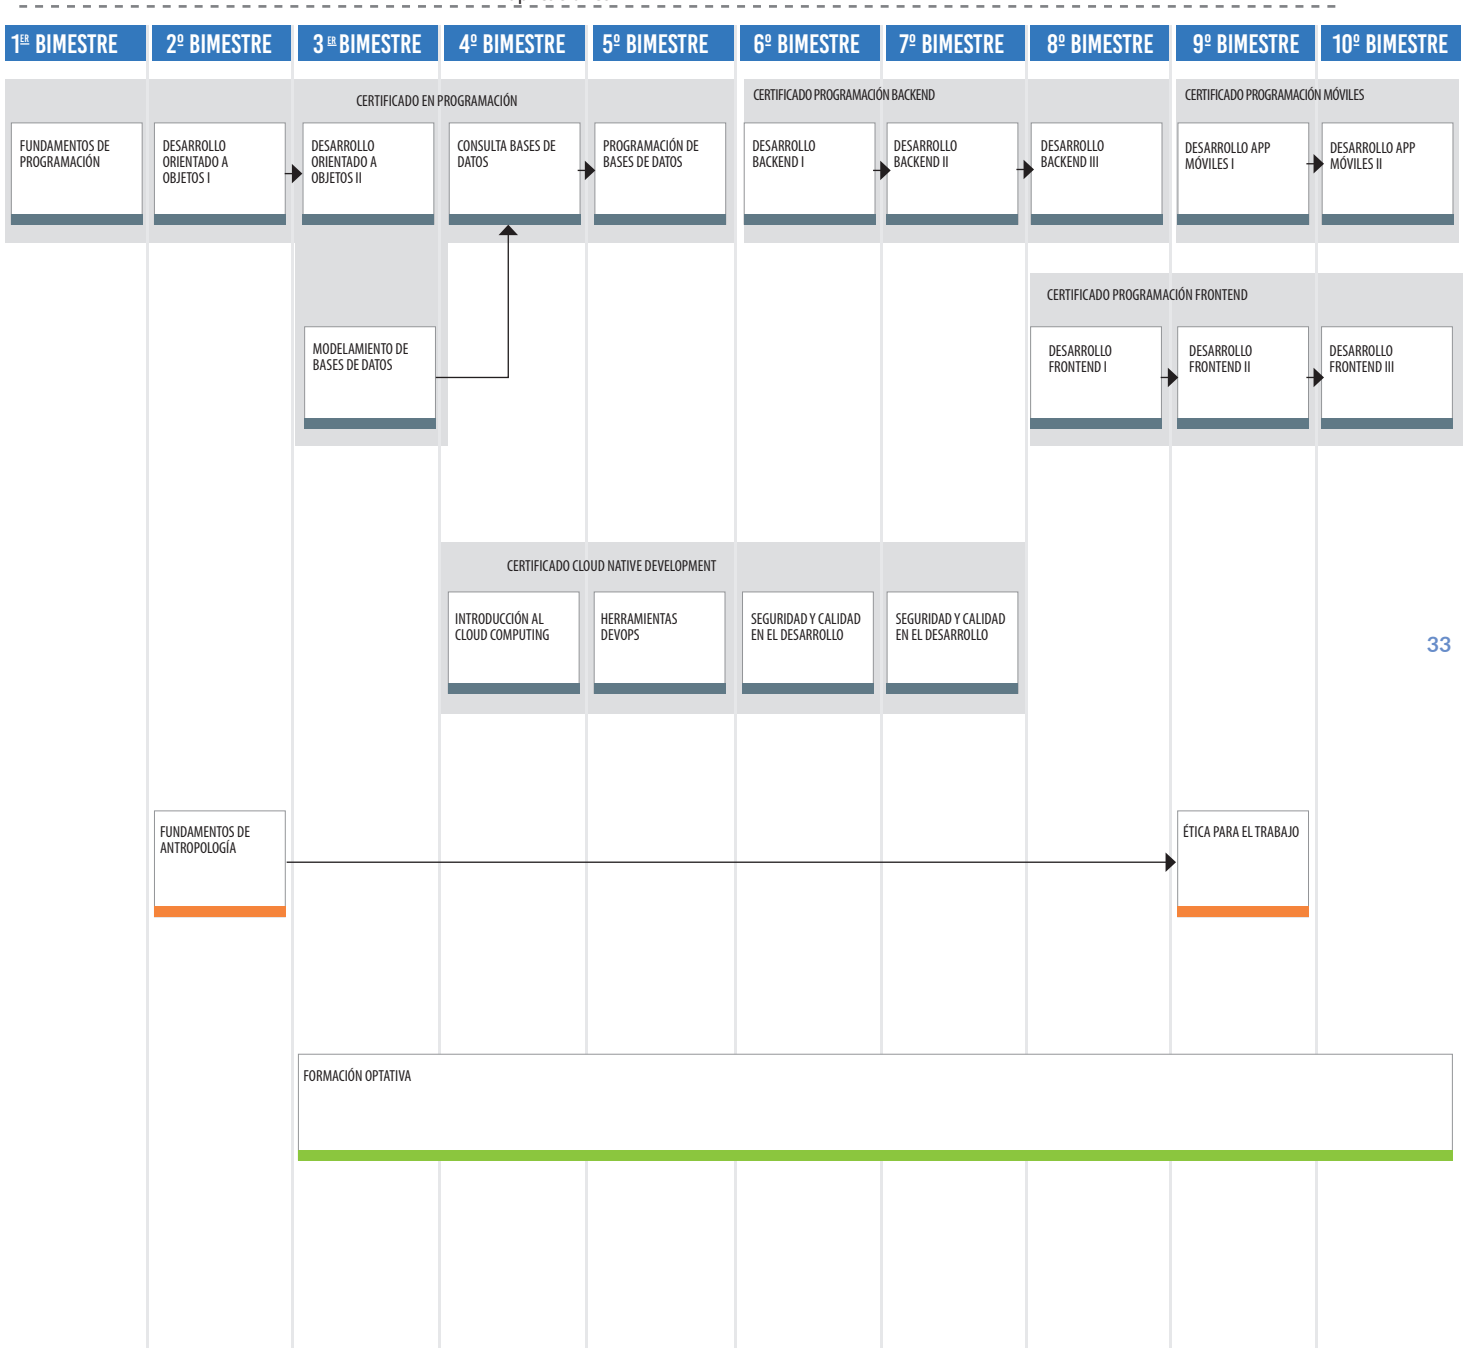 1ER BIMESTRE
2º BIMESTRE
3 ER BIMESTRE
4º BIMESTRE
5º BIMESTRE
6º BIMESTRE
7º BIMESTRE
8º BIMESTRE
9º BIMESTRE
10º BIMESTRE
CERTIFICADO EN PROGRAMACIÓN
CERTIFICADO PROGRAMACIÓN BACKEND
CERTIFICADO PROGRAMACIÓN MÓVILES
FUNDAMENTOS DE
PROGRAMACIÓN
DESARROLLO
ORIENTADO A
OBJETOS I
DESARROLLO
ORIENTADO A
OBJETOS II
CONSULTA BASES DE
DATOS
PROGRAMACIÓN DE
BASES DE DATOS
DESARROLLO
BACKEND I
DESARROLLO
BACKEND II
DESARROLLO
BACKEND III
DESARROLLO APP
MÓVILES I
DESARROLLO APP
MÓVILES II
CERTIFICADO PROGRAMACIÓN FRONTEND
MODELAMIENTO DE
BASES DE DATOS
DESARROLLO
FRONTEND I
DESARROLLO
FRONTEND II
DESARROLLO
FRONTEND III
CERTIFICADO CLOUD NATIVE DEVELOPMENT
INTRODUCCIÓN AL
CLOUD COMPUTING
HERRAMIENTAS
DEVOPS
SEGURIDAD Y CALIDAD
EN EL DESARROLLO
SEGURIDAD Y CALIDAD
EN EL DESARROLLO
33
FUNDAMENTOS DE
ANTROPOLOGÍA
ÉTICA PARA EL TRABAJO
FORMACIÓN OPTATIVA